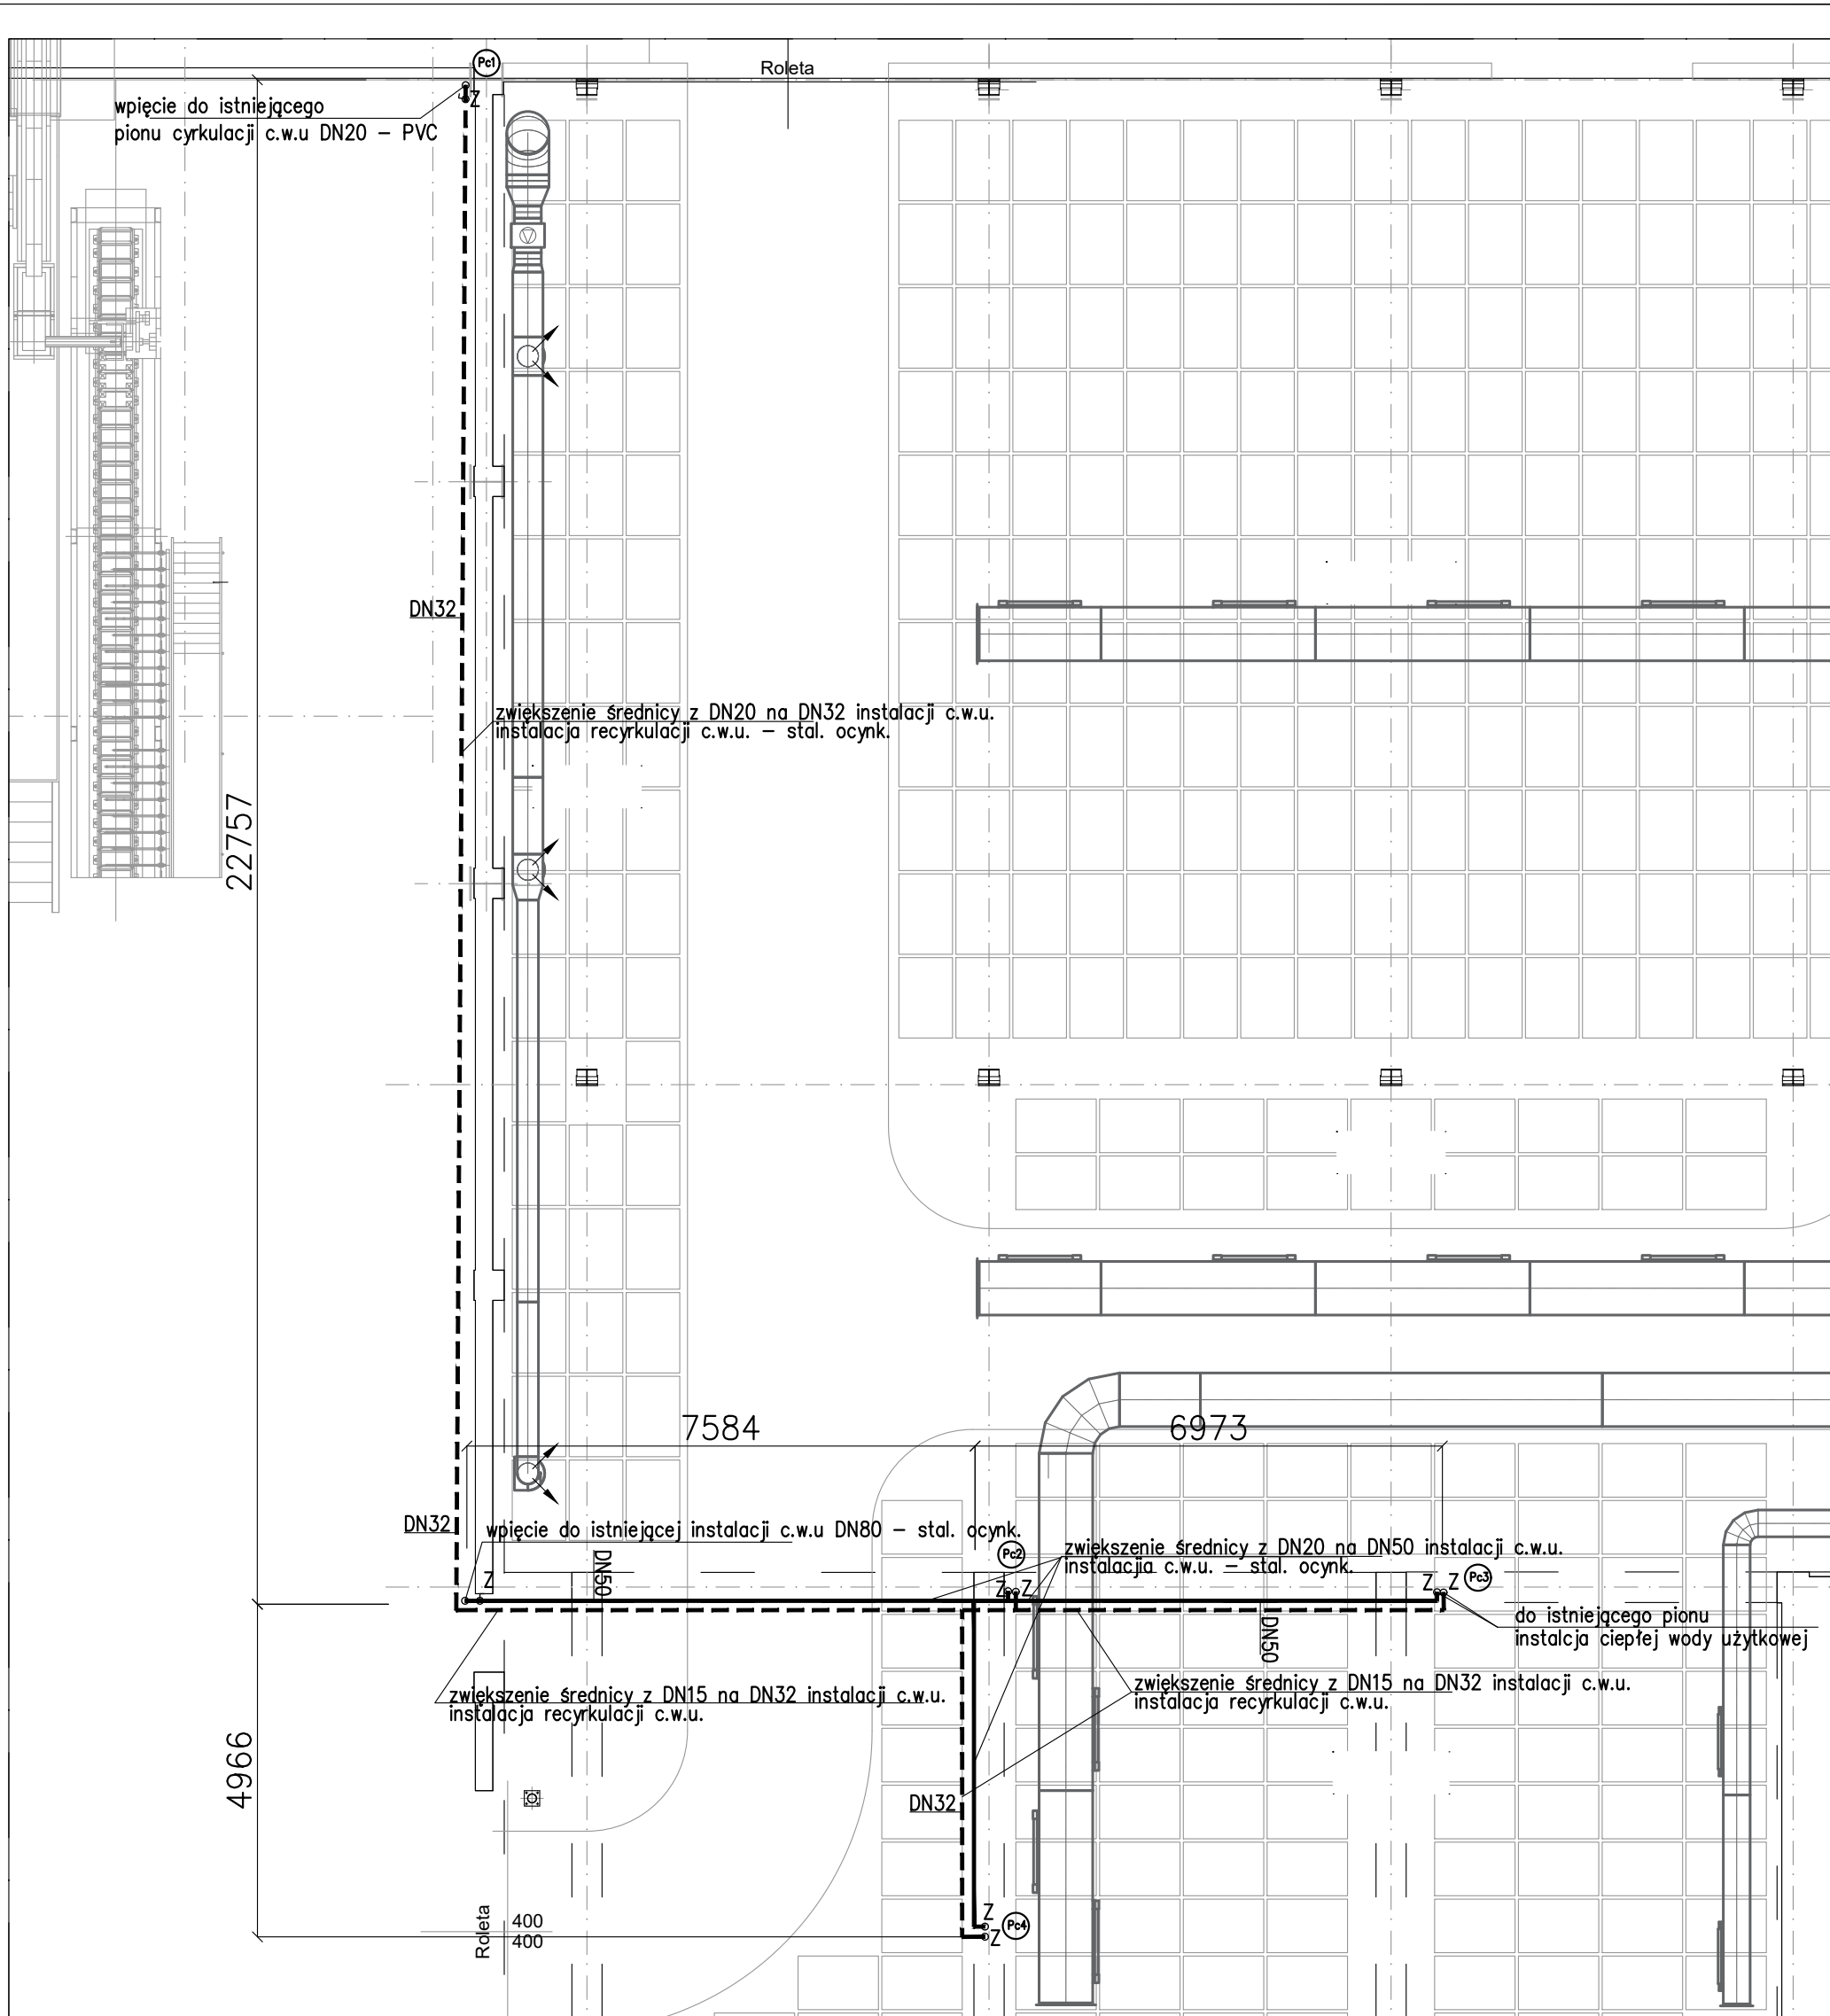 Pc1
Roleta
Z
wpięcie do istniejącego
pionu cyrkulacji c.w.u DN20 – PVC
DN32
zwiększenie średnicy z DN20 na DN32 instalacji c.w.u.
instalacja recyrkulacji c.w.u. – stal. ocynk.
22757
7584
6973
DN32
wpięcie do istniejącej instalacji c.w.u DN80 – stal. ocynk.
Z
DN50
Pc2
zwiększenie średnicy z DN20 na DN50 instalacji c.w.u.
instalacjia c.w.u. – stal. ocynk.
Z Z
Z Z
Pc3
do istniejącego pionu
instalcja ciepłej wody użytkowej
DN50
zwiększenie średnicy z DN15 na DN32 instalacji c.w.u.
instalacja recyrkulacji c.w.u.
zwiększenie średnicy z DN15 na DN32 instalacji c.w.u.
instalacja recyrkulacji c.w.u.
4966
DN32
Roleta
400
400
Z
Z
Pc4